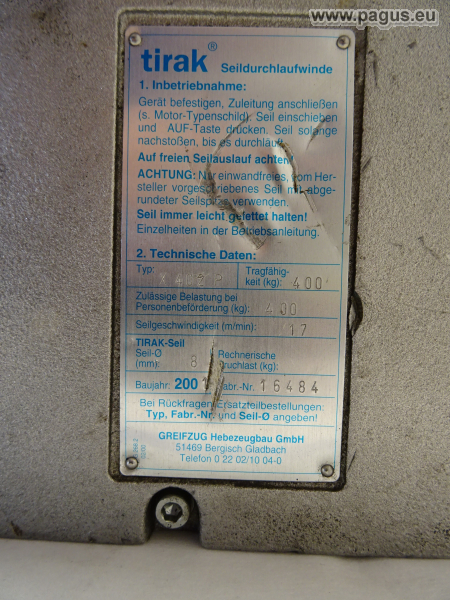 www.pagus.eu
tirak® Seildurchlaufwinde
1. Inbetriebnahme:
Gerät befestigen, Zuleitung anschließen
(s. Motor-Typenschild). Seil einschieben
und AUF-Taste drücken. Seil solange
nachstoßen, bis es durchläuft.
Auf freien Seilauslauf achten!
ACHTUNG: Nur einwandfreies, vom Her-
steller vorgeschriebenes Seil mit abge-
rundeter Seilspitze verwenden.
Seil immer leicht gefettet halten!
Einzelheiten in der Betriebsanleitung.
2. Technische Daten:
Typ: Tragfähig-
keit (kg): 400
Zulässige Belastung bei
Personenbeförderung (kg): 400
Seilgeschwindigkeit (m/min): 17
TIRAK-Seil
Seil-Ø Rechnerische
(mm): 8 Bruchlast (kg):
Baujahr: 200 Fabr.-Nr. 16484
Bei Rückfragen/Ersatzteilbestellungen
Typ, Fabr.-Nr. und Seil-Ø angeben!
GREIFZUG Hebezeugbau GmbH
51469 Bergisch Gladbach
Telefon 0 22 02/10 04-0